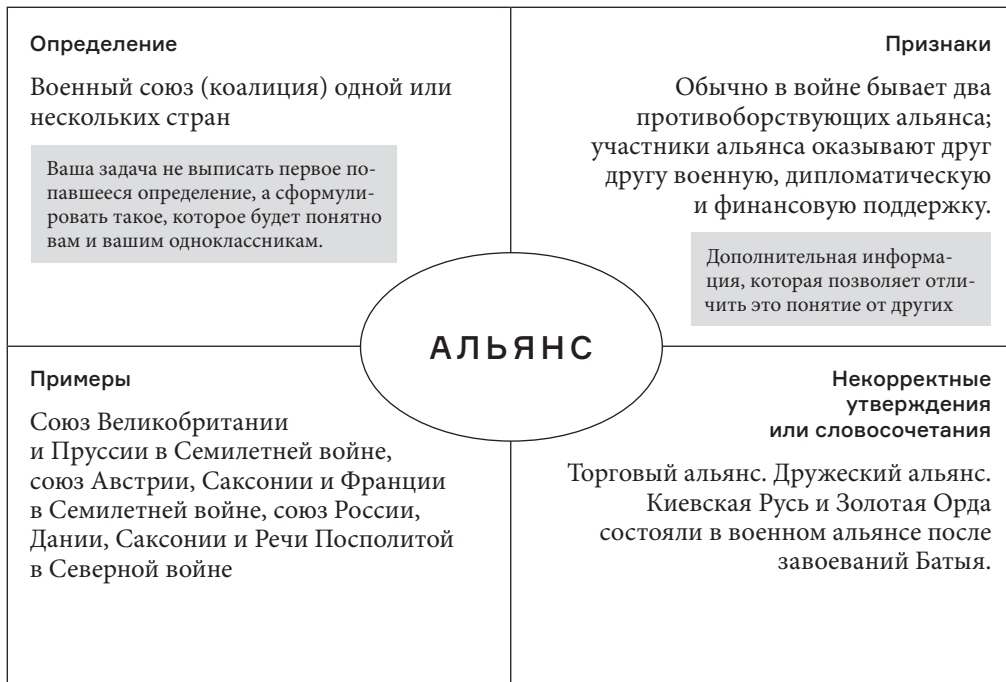 Определение
Военный союз (коалиция) одной или
нескольких стран
Ваша задача не выписать первое по-
павшееся определение, а сформули-
ровать такое, которое будет понятно
вам и вашим одноклассникам.
Признаки
Обычно в войне бывает два
противоборствующих альянса;
участники альянса оказывают друг
другу военную, дипломатическую
и финансовую поддержку.
Дополнительная информа-
ция, которая позволяет отли-
чить это понятие от других
АЛЬЯНС
Примеры
Союз Великобритании
и Пруссии в Семилетней войне,
союз Австрии, Саксонии и Франции
в Семилетней войне, союз России,
Дании, Саксонии и Речи Посполитой
в Северной войне
Некорректные
утверждения
или словосочетания
Торговый альянс. Дружеский альянс.
Киевская Русь и Золотая Орда
состояли в военном альянсе после
завоеваний Батыя.